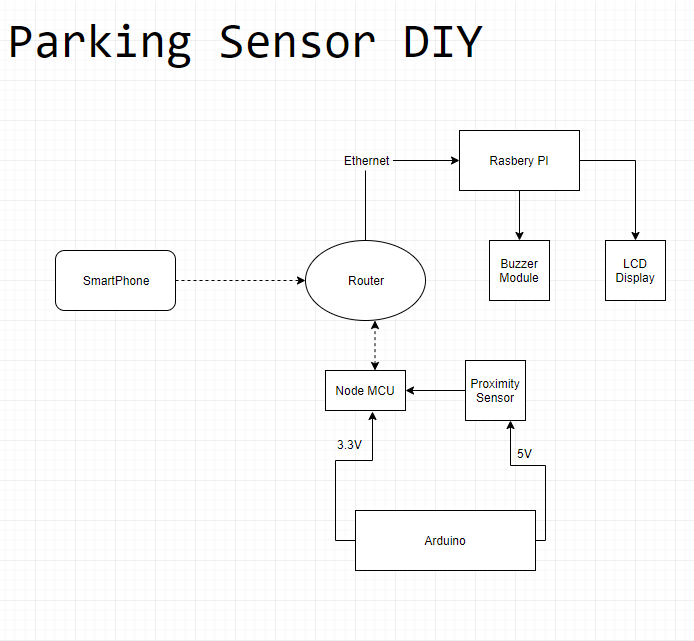 Parking Sensor DIY
Ethernet
Rasbery PI
SmartPhone
Router
Buzzer
Module
LCD
Display
Node MCU
Proximity
Sensor
3.3V
5V
Arduino